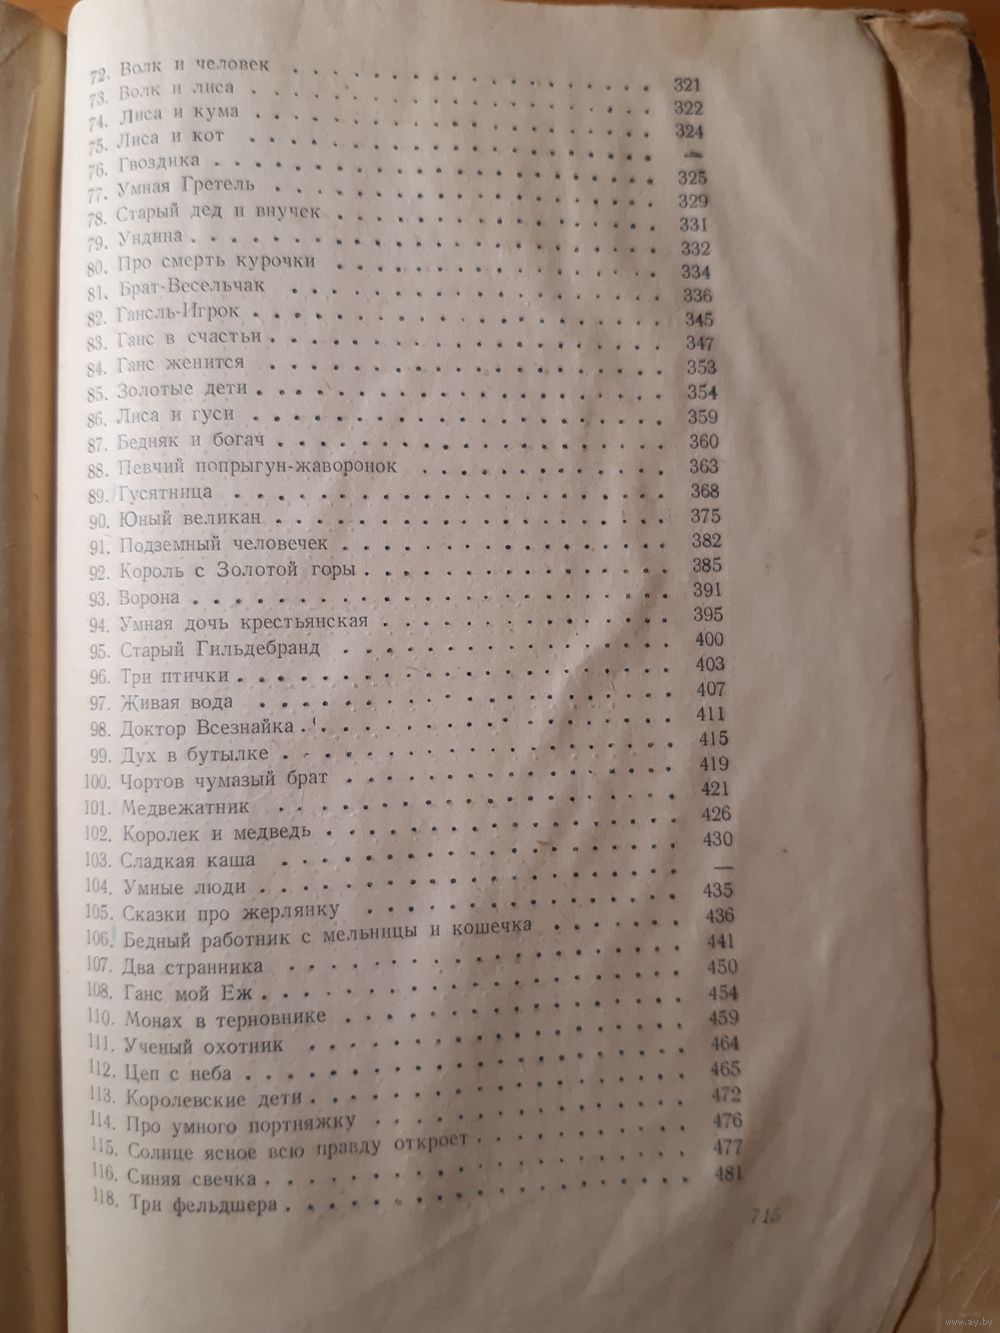 72. Волк и человек . . . . . . . . . . . . . . . . 321
73. Волк и лиса . . . . . . . . . . . . . . . . . . 322
74. Лиса и кума . . . . . . . . . . . . . . . . . . 324
75. Лиса и кот . . . . . . . . . . . . . . . . . . —
76. Гвоздика . . . . . . . . . . . . . . . . . . . . 325
77. Умная Гретель . . . . . . . . . . . . . . . . . 329
78. Старый дед и внучек . . . . . . . . . . . . . . 331
79. Ундина . . . . . . . . . . . . . . . . . . . . . 332
80. Про смерть курочки . . . . . . . . . . . . . . 334
81. Брат-Весельчак . . . . . . . . . . . . . . . . 336
82. Гансль-Игрок . . . . . . . . . . . . . . . . . 345
83. Ганс в счастьи . . . . . . . . . . . . . . . . 347
84. Ганс женится . . . . . . . . . . . . . . . . . 353
85. Золотые дети . . . . . . . . . . . . . . . . . 354
86. Лиса и гуси . . . . . . . . . . . . . . . . . . 359
87. Бедняк и богач . . . . . . . . . . . . . . . . 360
88. Певчий попрыгун-жаворонок . . . . . . . . . . 363
89. Гусятница . . . . . . . . . . . . . . . . . . . 368
90. Юный великан . . . . . . . . . . . . . . . . . 375
91. Подземный человечек . . . . . . . . . . . . . 382
92. Король с Золотой горы . . . . . . . . . . . . 385
93. Ворона . . . . . . . . . . . . . . . . . . . . 391
94. Умная дочь крестьянская . . . . . . . . . . . 395
95. Старый Гильдебранд . . . . . . . . . . . . . . 400
96. Три птички . . . . . . . . . . . . . . . . . . 403
97. Живая вода . . . . . . . . . . . . . . . . . . 407
98. Доктор Всезнайка . . . . . . . . . . . . . . . 411
99. Дух в бутылке . . . . . . . . . . . . . . . . 415
100. Чортов чумазый брат . . . . . . . . . . . . . 419
101. Медвежатник . . . . . . . . . . . . . . . . . 421
102. Королек и медведь . . . . . . . . . . . . . . 426
103. Сладкая каша . . . . . . . . . . . . . . . . 430
104. Умные люди . . . . . . . . . . . . . . . . . —
105. Сказки про жерлянку . . . . . . . . . . . . . 435
106. Бедный работник с мельницы и кошечка . . . . . . 436
107. Два странника . . . . . . . . . . . . . . . . 441
108. Ганс мой Еж . . . . . . . . . . . . . . . . . 450
110. Монах в терновнике . . . . . . . . . . . . . . 454
111. Ученый охотник . . . . . . . . . . . . . . . . 459
112. Цеп с неба . . . . . . . . . . . . . . . . . . 464
113. Королевские дети . . . . . . . . . . . . . . . 465
114. Про умного портняжку . . . . . . . . . . . . . 472
115. Солнце ясное всю правду откроет . . . . . . . . 476
116. Синяя свечка . . . . . . . . . . . . . . . . . 477
118. Три фельдшера . . . . . . . . . . . . . . . . 481
715
www.ay.by